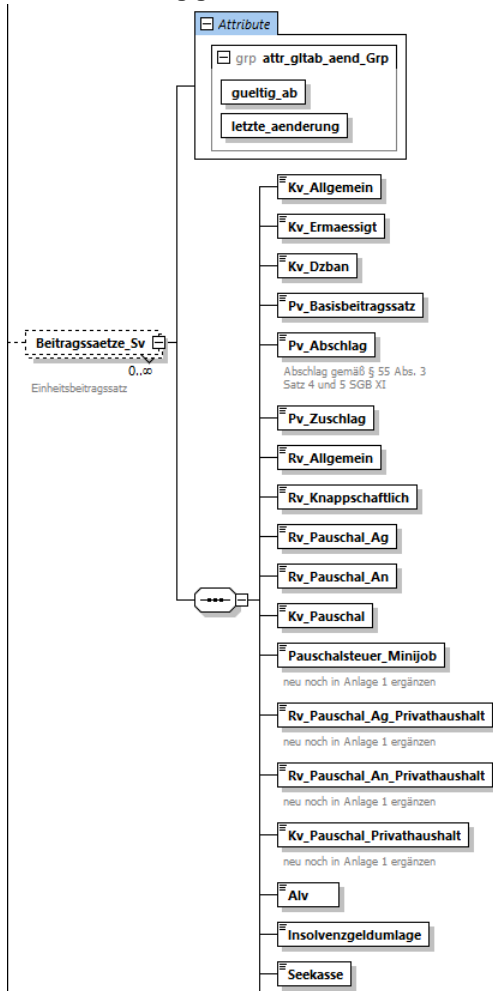 Attribute
grp attr_gltab_aend_Grp
gueltig_ab
letzte_aenderung
Kv_Allgemein
Kv_Ermaessigt
Kv_Dzban
Pv_Basisbeitragssatz
Beitragssaetze_Sv
0..∞
Einheitsbeitragssatz
Pv_Abschlag
Abschlag gemäß § 55 Abs. 3
Satz 4 und 5 SGB XI
Pv_Zuschlag
Rv_Allgemein
Rv_Knappschaftlich
Rv_Pauschal_Ag
Rv_Pauschal_An
Kv_Pauschal
Pauschalsteuer_Minijob
neu noch in Anlage 1 ergänzen
Rv_Pauschal_Ag_Privathaushalt
neu noch in Anlage 1 ergänzen
Rv_Pauschal_An_Privathaushalt
neu noch in Anlage 1 ergänzen
Kv_Pauschal_Privathaushalt
neu noch in Anlage 1 ergänzen
Alv
Insolvenzgeldumlage
Seekasse